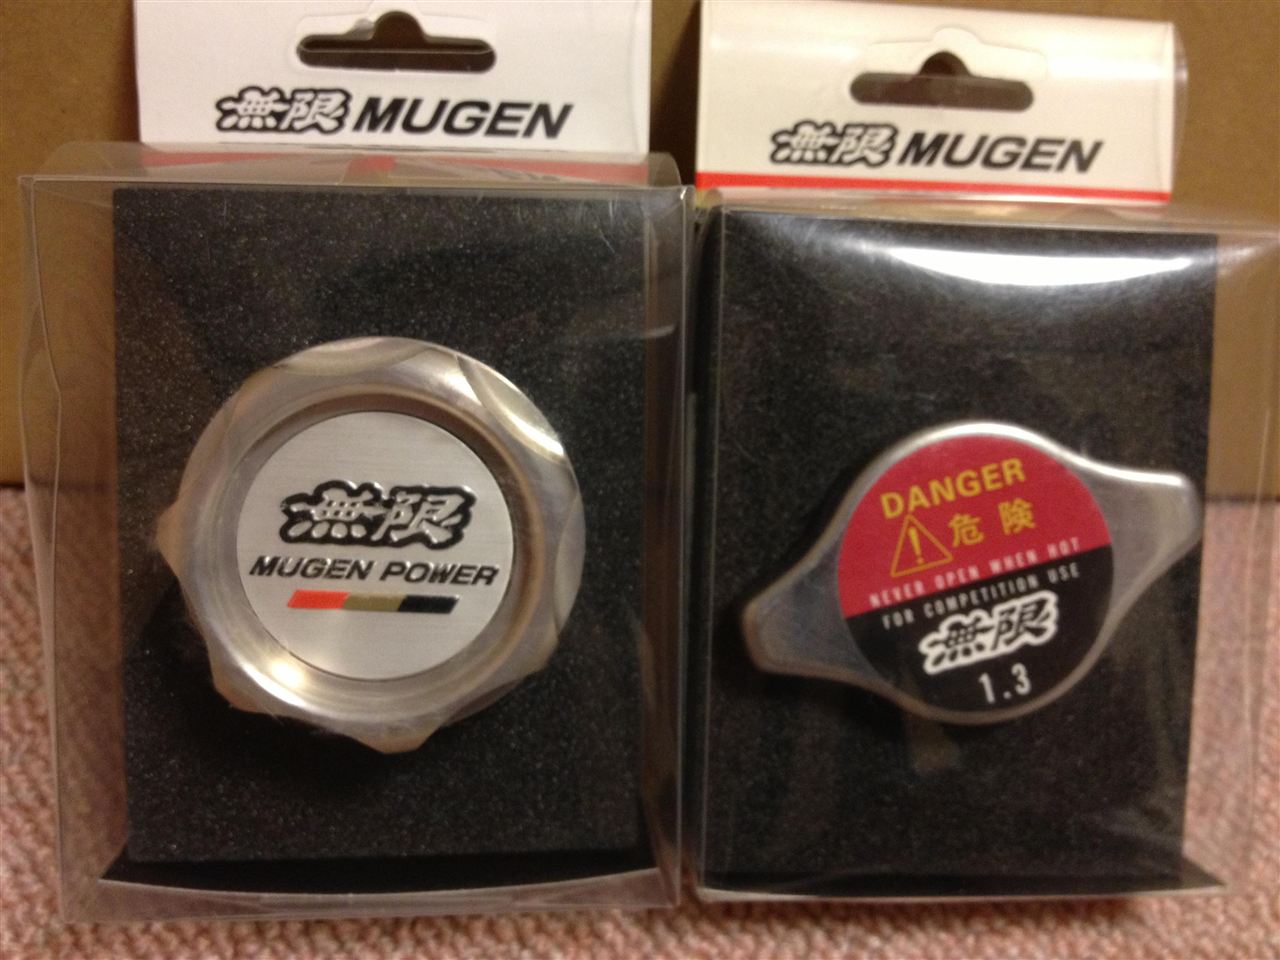 無限 MUGEN
無限 MUGEN
無限
MUGEN POWER
DANGER
危険
NEVER OPEN WHEN HOT
FOR COMPETITION USE
無限
1.3